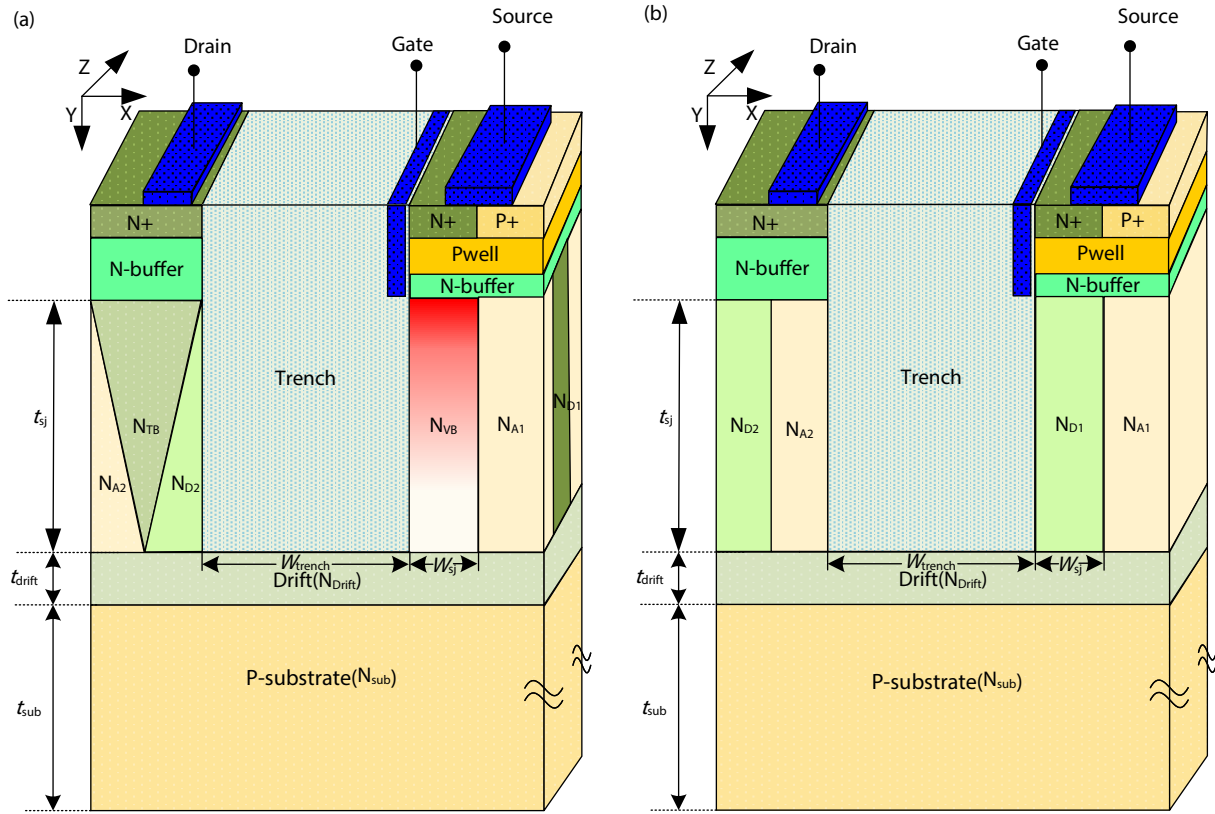 (a)
Source
Drain
Gate
Z
Y
X
N+
N+
P+
N-buffer
Pwell
N-buffer
Trench
tsj
NTB
NA2
ND2
NVB
NA1
ND1
Wtrench
Wsj
tdrift
Drift(NDrift)
tsub
P-substrate(Nsub)
(b)
Source
Drain
Gate
Z
Y
X
N+
N+
P+
N-buffer
Pwell
N-buffer
Trench
tsj
ND2
NA2
ND1
NA1
Wtrench
Wsj
tdrift
Drift(NDrift)
tsub
P-substrate(Nsub)